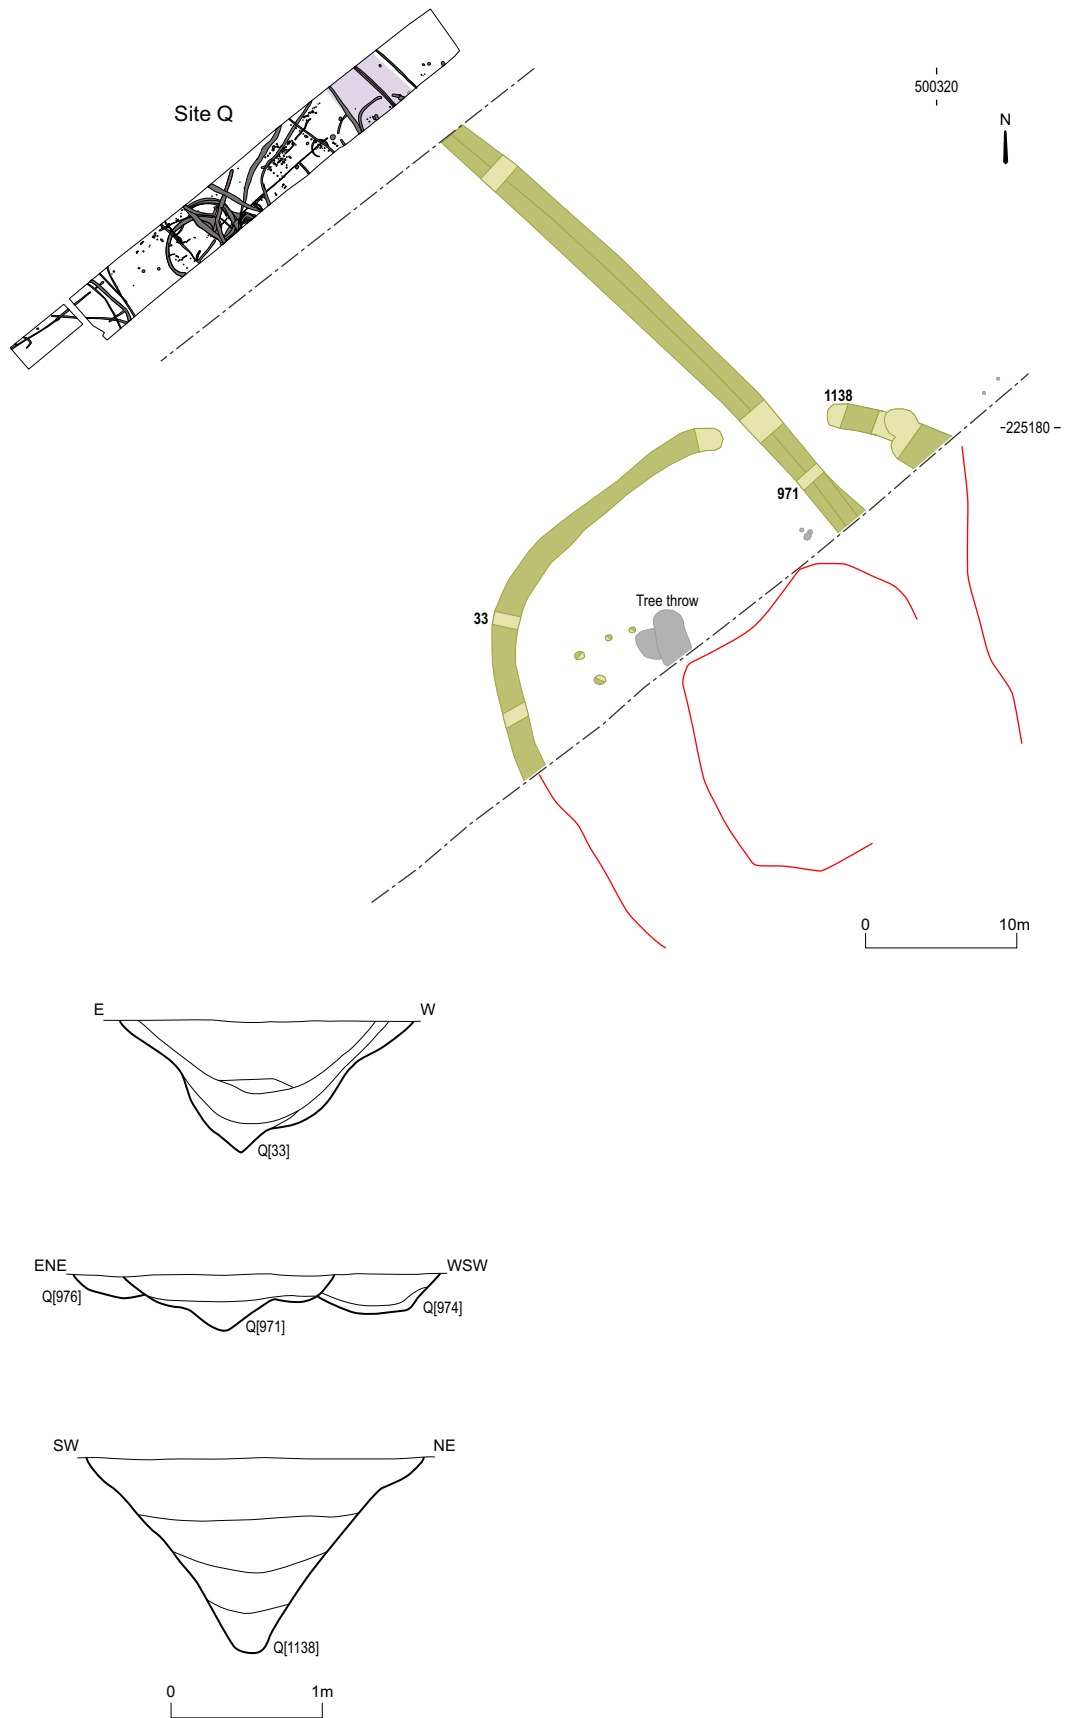 Site Q
500320
N
1138
-225180 –
971
Tree throw
33
0 10m
E W
Q[33]
ENE WSW
Q[976] Q[974]
Q[971]
SW NE
Q[1138]
0 1m